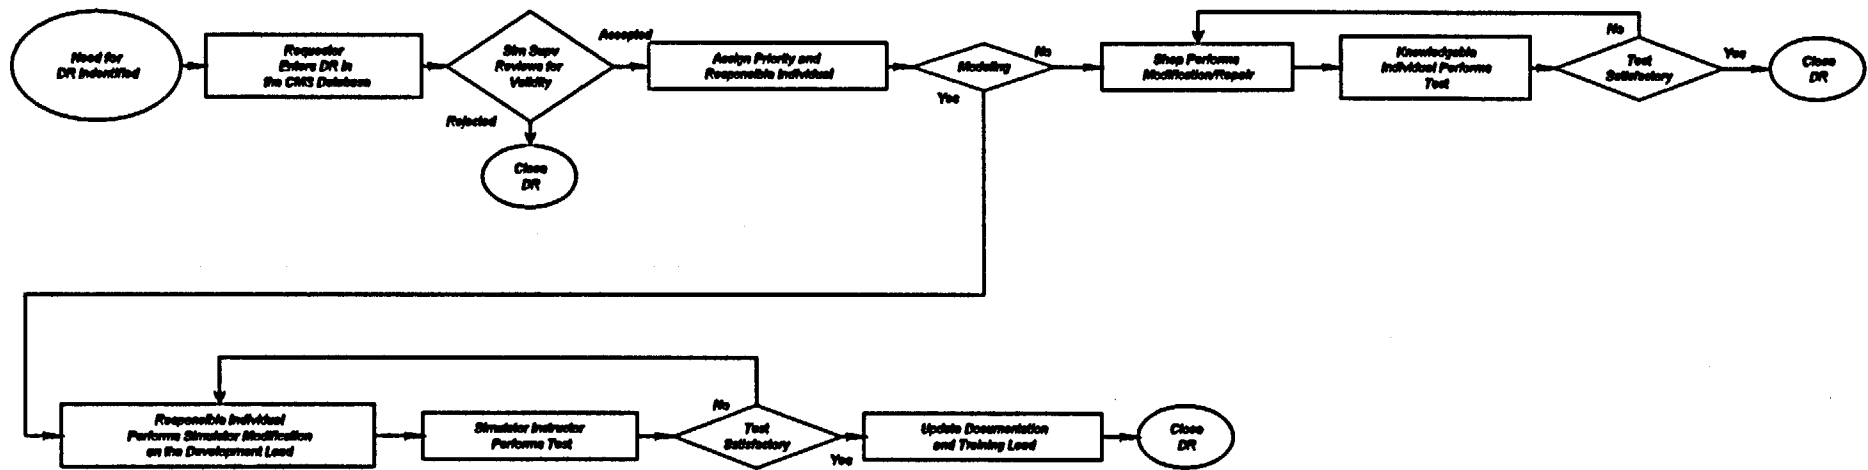 Need for
DR Indentified
Requestor
Enters DR in
the CMS Database
Sim Supv
Reviews for
Validity
Accepted
Rejected
Close
DR
Assign Priority and
Responsible Individual
Modeling
No
Yes
Shop Performs
Modification/Repair
Knowledgable
Individual Performs
Test
No
Test
Satisfactory
Yes
Close
DR
Responsible Individual
Performs Simulator Modification
on the Development Load
Simulator Instructor
Performs Test
No
Test
Satisfactory
Yes
Update Documentation
and Training Load
Close
DR